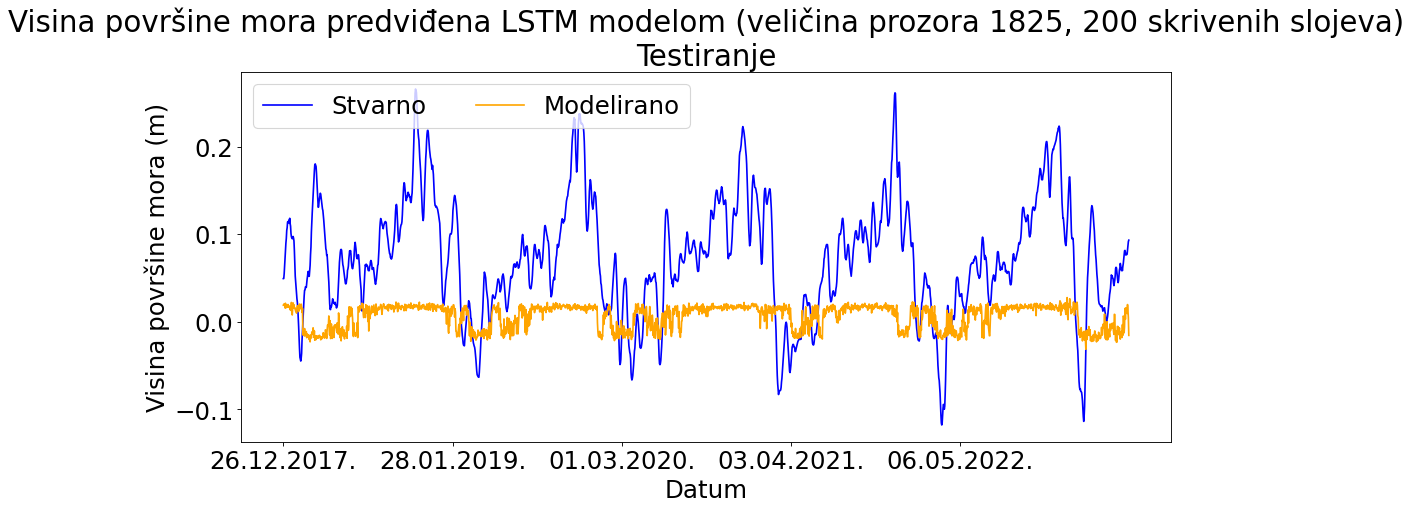 Visina površine mora predviđena LSTM modelom (veličina prozora 1825, 200 skrivenih slojeva)
Testiranje
Stvarno
Modelirano
Visina površine mora (m)
0.2
0.1
0.0
−0.1
26.12.2017.
28.01.2019.
01.03.2020.
03.04.2021.
06.05.2022.
Datum